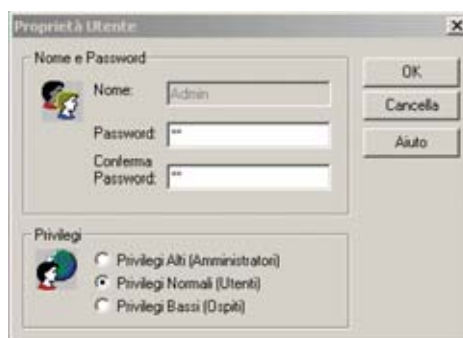 Proprietà Utente
Nome e Password
Nome: Admin
Password: **
Conferma
Password: **
OK
Cancella
Aiuto
Privilegi
Privilegi Alti (Amministratori)
Privilegi Normali (Utenti)
Privilegi Bassi (Ospiti)